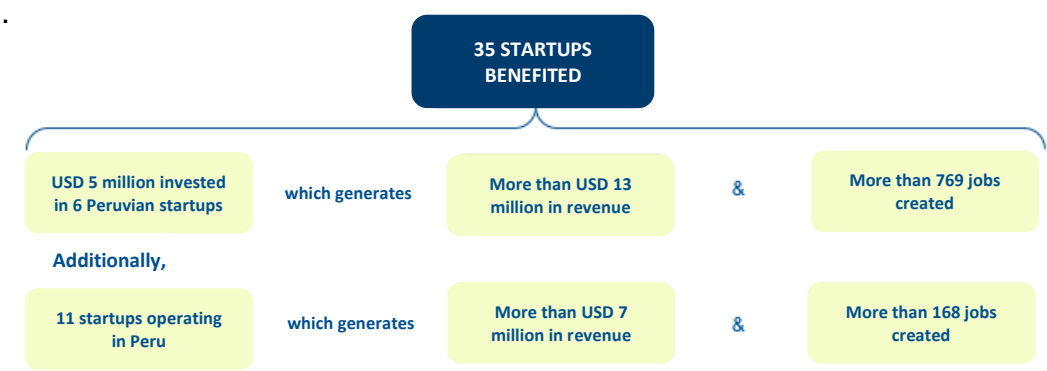 .
35 STARTUPS
BENEFITED
USD 5 million invested
in 6 Peruvian startups
which generates
More than USD 13
million in revenue
&
More than 769 jobs
created
Additionally,
11 startups operating
in Peru
which generates
More than USD 7
million in revenue
&
More than 168 jobs
created